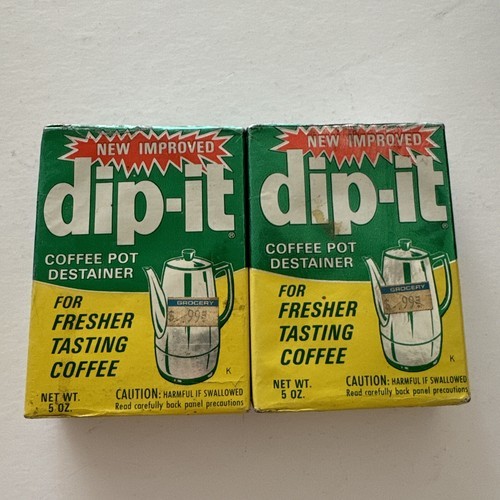 NEW IMPROVED
dip-it®
COFFEE POT
DESTAINER
FOR
FRESHER
TASTING
COFFEE
GROCERY
$ .99
K
NET WT.
5 OZ.
CAUTION: HARMFUL IF SWALLOWED
Read carefully back panel precautions
NEW IMPROVED
dip-it
COFFEE POT
DESTAINER
FOR
FRESHER
TASTING
COFFEE
GROCERY
$ .99
K
NET WT.
5 OZ.
CAUTION: HARMFUL IF SWALLOWED
Read carefully back panel precautions